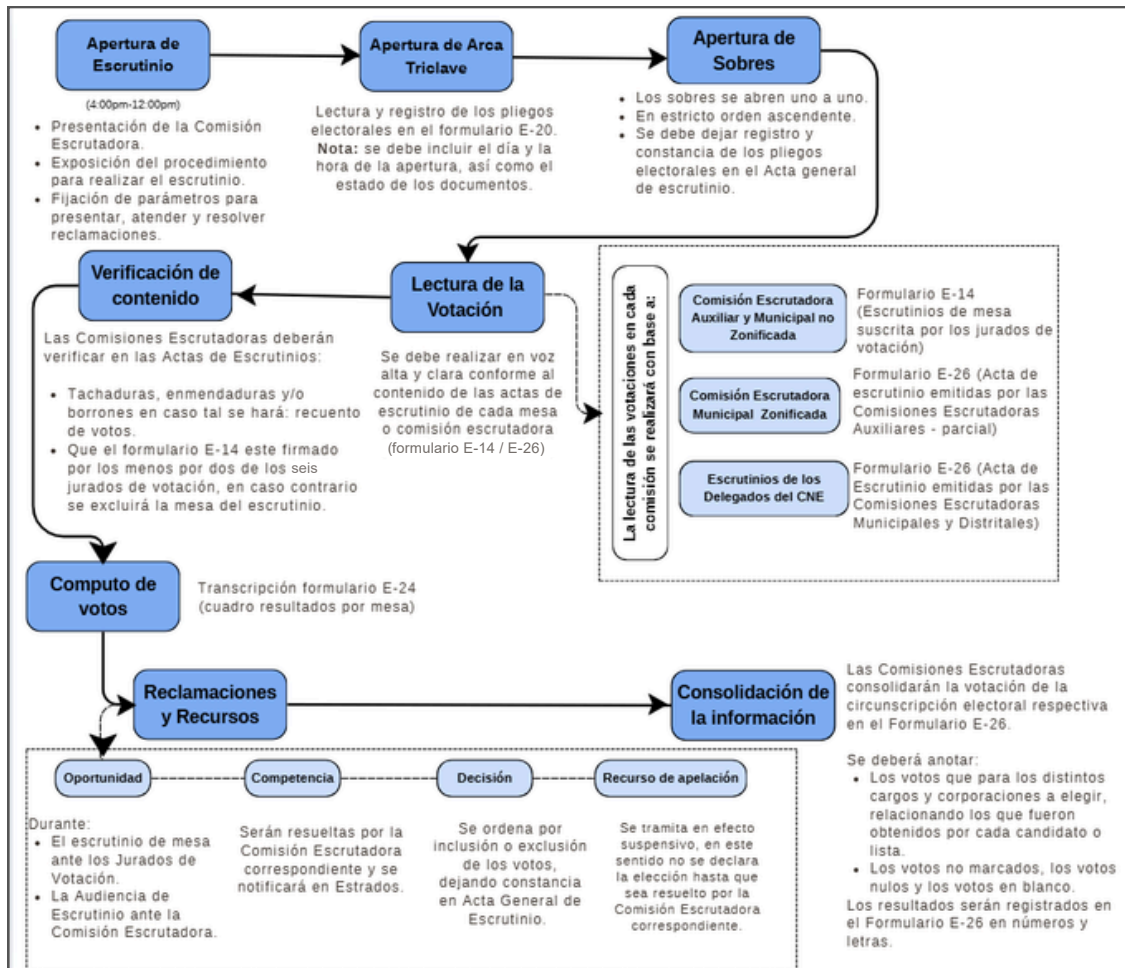 Apertura de
Escrutinio
(4:00pm-12:00pm)
• Presentación de la Comisión
Escrutadora.
• Exposición del procedimiento
para realizar el escrutinio.
• Fijación de parámetros para
presentar, atender y resolver
reclamaciones.
Apertura de Arca
Triclave
Lectura y registro de los pliegos
electorales en el formulario E-20.
Nota: se debe incluir el día y la
hora de la apertura, así como el
estado de los documentos.
Apertura de
Sobres
• Los sobres se abren uno a uno.
• En estricto orden ascendente.
• Se debe dejar registro y
constancia de los pliegos
electorales en el Acta general
de escrutinio.
Lectura de la
Votación
Se debe realizar en voz
alta y clara conforme al
contenido de las actas de
escrutinio de cada mesa
o comisión escrutadora
(formulario E-14 / E-26)
La lectura de las votaciones en cada
comisión se realizará con base a:
Comisión Escrutadora
Auxiliar y Municipal no
Zonificada
Formulario E-14
(Escrutinios de mesa
suscrita por los jurados de
votación)
Comisión Escrutadora
Municipal Zonificada
Formulario E-26 (Acta de
escrutinio emitidas por las
Comisiones Escrutadoras
Auxiliares - parcial)
Escrutinios de los
Delegados del CNE
Formulario E-26 (Acta de
Escrutinio emitidas por las
Comisiones Escrutadoras
Municipales y Distritales)
Verificación de
contenido
Las Comisiones Escrutadoras deberán
verificar en las Actas de Escrutinios:
• Tachaduras, enmendaduras y/o
borrones en caso tal se hará: recuento
de votos.
• Que el formulario E-14 este firmado
por los menos por dos de los seis
jurados de votación, en caso contrario
se excluirá la mesa del escrutinio.
Computo de
votos
Transcripción formulario E-24
(cuadro resultados por mesa)
Reclamaciones
y Recursos
Oportunidad
Durante:
• El escrutinio de mesa
ante los Jurados de
Votación.
• La Audiencia de
Escrutinio ante la
Comisión Escrutadora.
Competencia
Serán resueltas por la
Comisión Escrutadora
correspondiente y se
notificará en Estrados.
Decisión
Se ordena por
inclusión o exclusión
de los votos,
dejando constancia
en Acta General de
Escrutinio.
Recurso de apelación
Se tramita en efecto
suspensivo, en este
sentido no se declara
la elección hasta que
sea resuelto por la
Comisión Escrutadora
correspondiente.
Consolidación de
la información
Las Comisiones Escrutadoras
consolidarán la votación de la
circunscripción electoral respectiva
en el Formulario E-26.
Se deberá anotar:
• Los votos que para los distintos
cargos y corporaciones a elegir,
relacionando los que fueron
obtenidos por cada candidato o
lista.
• Los votos no marcados, los votos
nulos y los votos en blanco.
Los resultados serán registrados en
el Formulario E-26 en números y
letras.